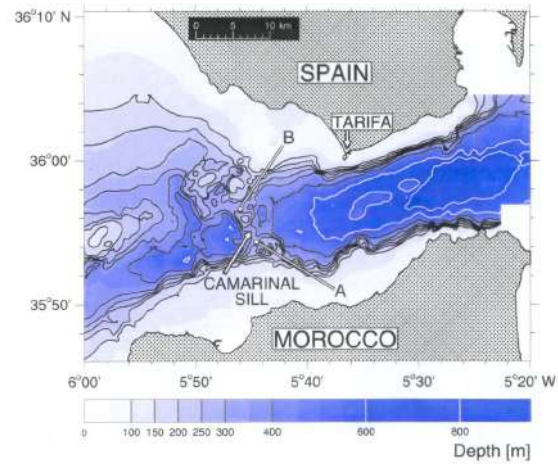 36°10' N
0 5 10 km
SPAIN
TARIFA
B
36°00'
CAMARINAL
SILL
A
35°50'
MOROCCO
6°00' 5°50' 5°40' 5°30' 5°20' W
0 100 150 200 250 300 400 600 800
Depth [m]